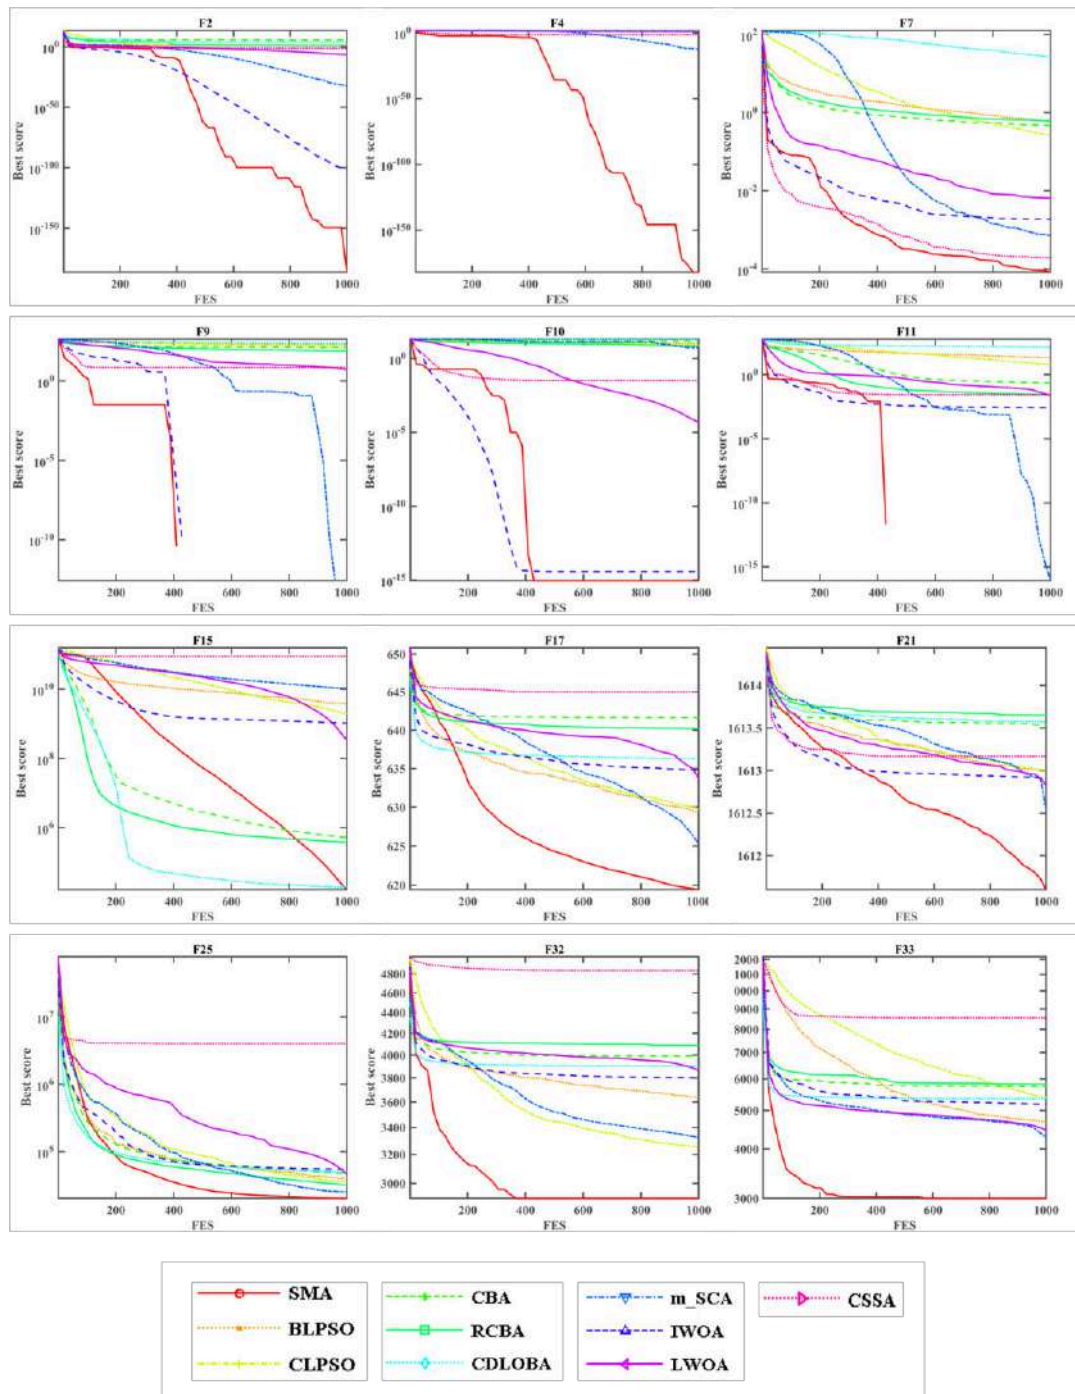 F2 F4 F7
10^0 10^-50 10^-100 10^-150
Best score
200 400 600 800 1000
FES
10^0 10^-50 10^-100 10^-150
Best score
200 400 600 800 1000
FES
10^2 10^0 10^-2 10^-4
Best score
200 400 600 800 1000
FES
F9 F10 F11
10^0 10^-5 10^-10
Best score
200 400 600 800 1000
FES
10^0 10^-5 10^-10 10^-15
Best score
200 400 600 800 1000
FES
10^0 10^-5 10^-10 10^-15
Best score
200 400 600 800 1000
FES
F15 F17 F21
10^10 10^8 10^6
Best score
200 400 600 800 1000
FES
650 645 640 635 630 625 620
Best score
200 400 600 800 1000
FES
1614 1613.5 1613 1612.5 1612
Best score
200 400 600 800 1000
FES
F25 F32 F33
10^7 10^6 10^5
Best score
200 400 600 800 1000
FES
4800 4600 4400 4200 4000 3800 3600 3400 3200 3000
Best score
200 400 600 800 1000
FES
9000 8000 7000 6000 5000 4000 3000
Best score
200 400 600 800 1000
FES
SMA CBA m_SCA CSSA
BLPSO RCBA IWOA
CLPSO CDLOBA LWOA